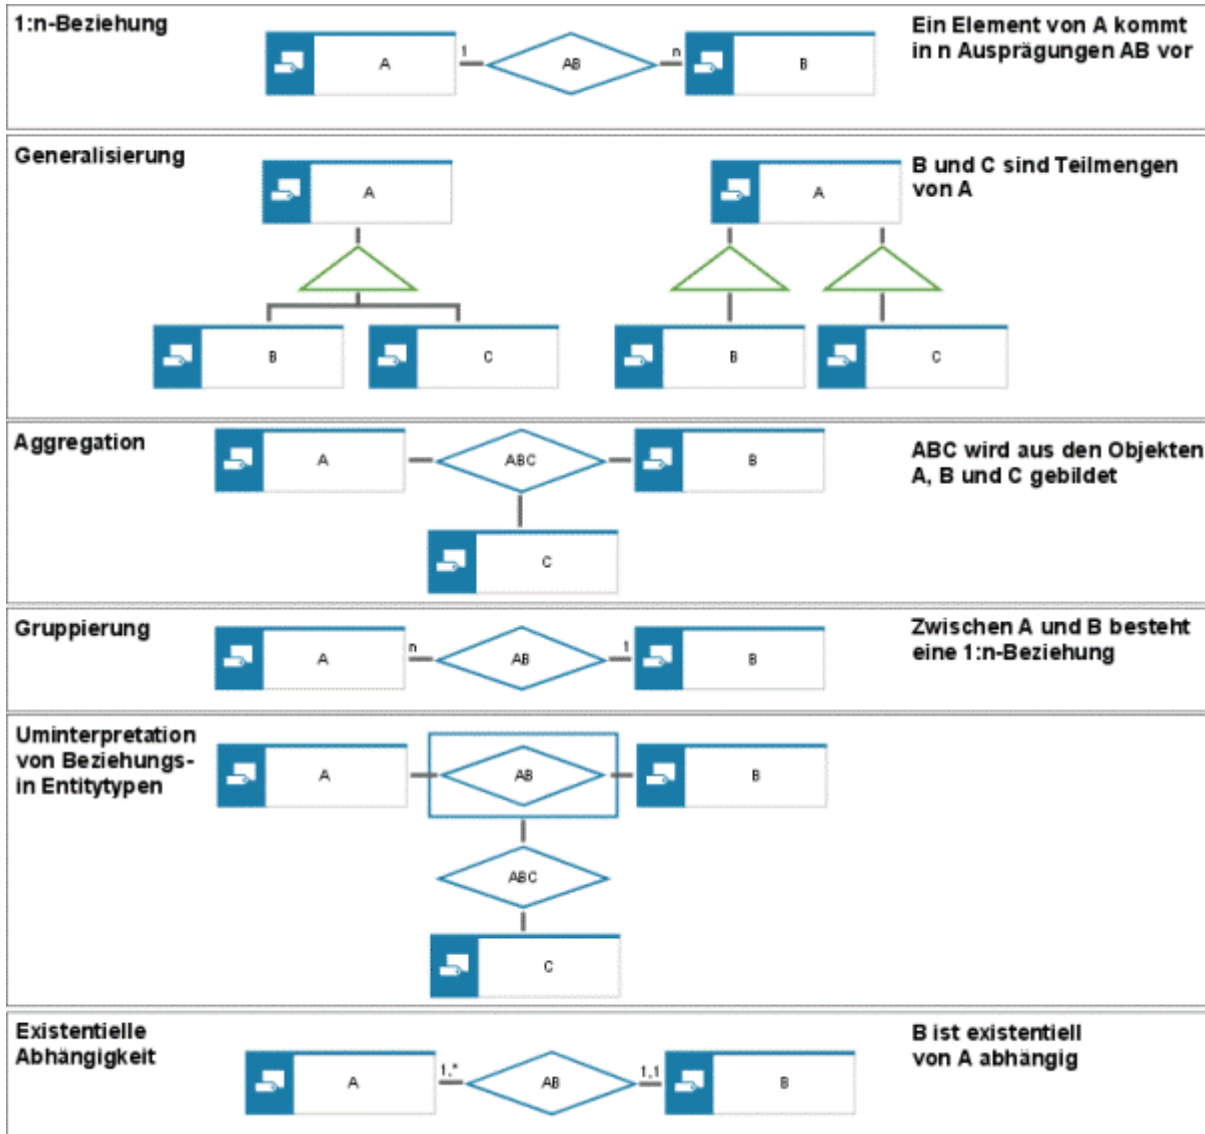 1:n-Beziehung
A
1
AB
n
B
Ein Element von A kommt
in n Ausprägungen AB vor
Generalisierung
A
B
C
A
B
C
B und C sind Teilmengen
von A
Aggregation
A
ABC
B
C
ABC wird aus den Objekten
A, B und C gebildet
Gruppierung
A
n
AB
1
B
Zwischen A und B besteht
eine 1:n-Beziehung
Uminterpretation
von Beziehungs-
in Entitytypen
A
AB
B
ABC
C
Existentielle
Abhängigkeit
A
1,*
AB
1,1
B
B ist existentiell
von A abhängig